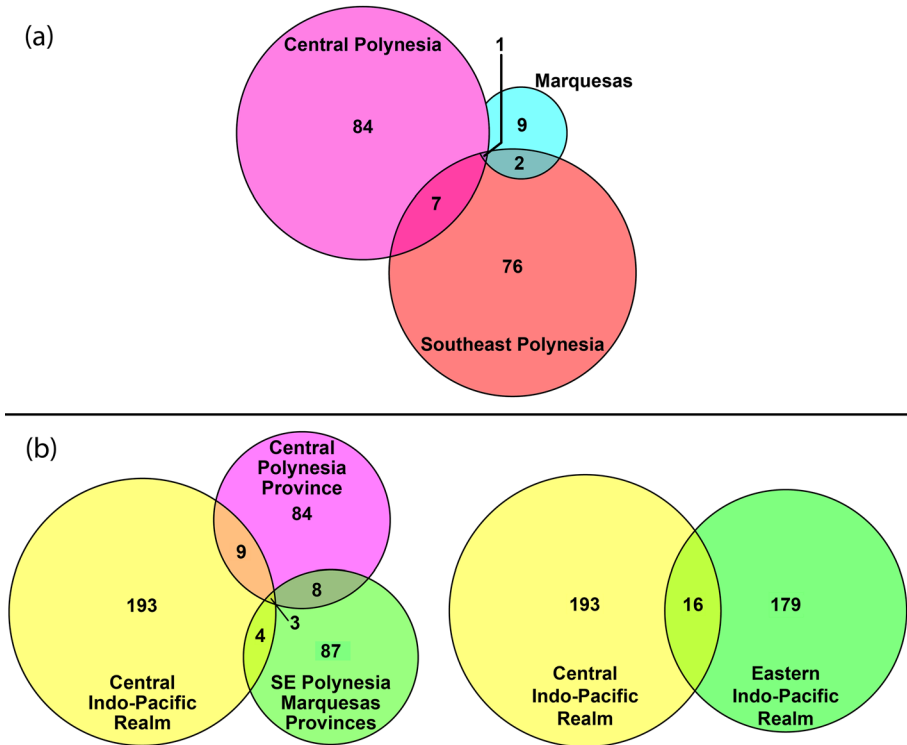 (a)
Central Polynesia
1
Marquesas
84
9
2
7
76
Southeast Polynesia
(b)
Central
Polynesia
Province
84
9
8
193
3
4
87
Central
Indo-Pacific
Realm
SE Polynesia
Marquesas
Provinces
193
16
179
Central
Indo-Pacific
Realm
Eastern
Indo-Pacific
Realm